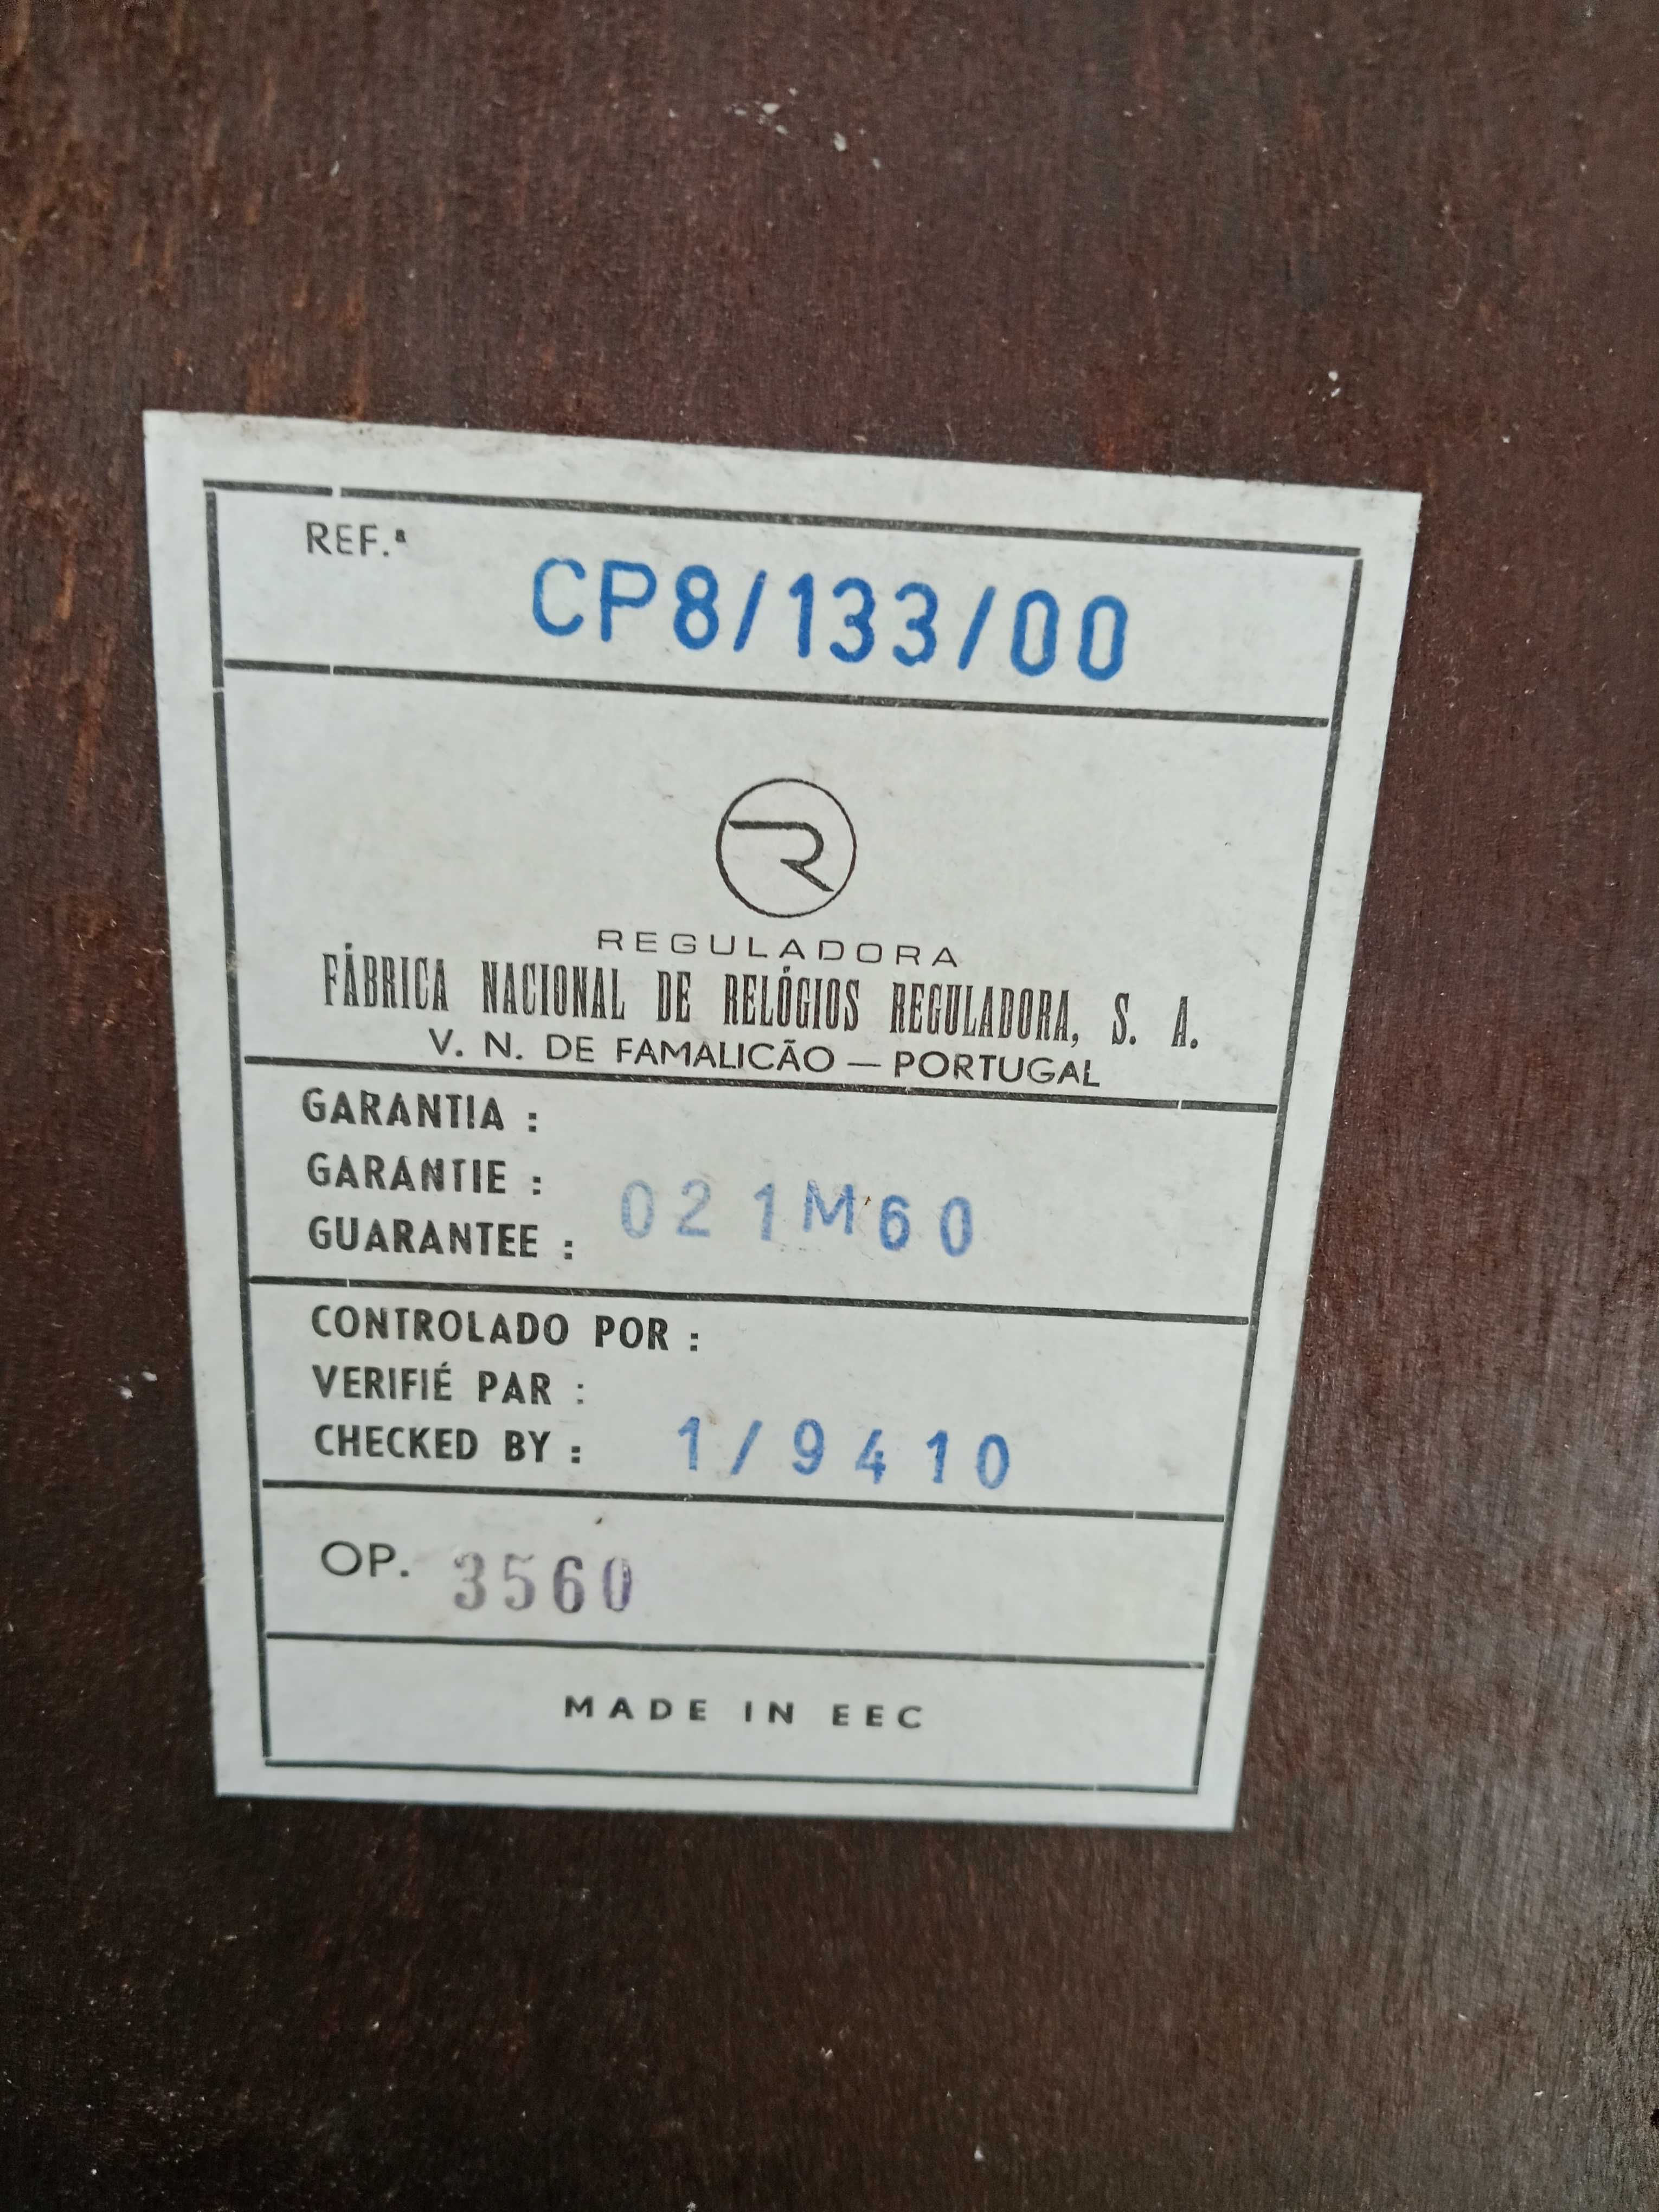 REF.ª
CP8/133/00
R
REGULADORA
FÁBRICA NACIONAL DE RELÓGIOS REGULADORA, S. A.
V. N. DE FAMALICÃO — PORTUGAL
GARANTIA :
GARANTIE :
GUARANTEE : 021M60
CONTROLADO POR :
VERIFIÉ PAR :
CHECKED BY : 1/9410
OP. 3560
MADE IN EEC